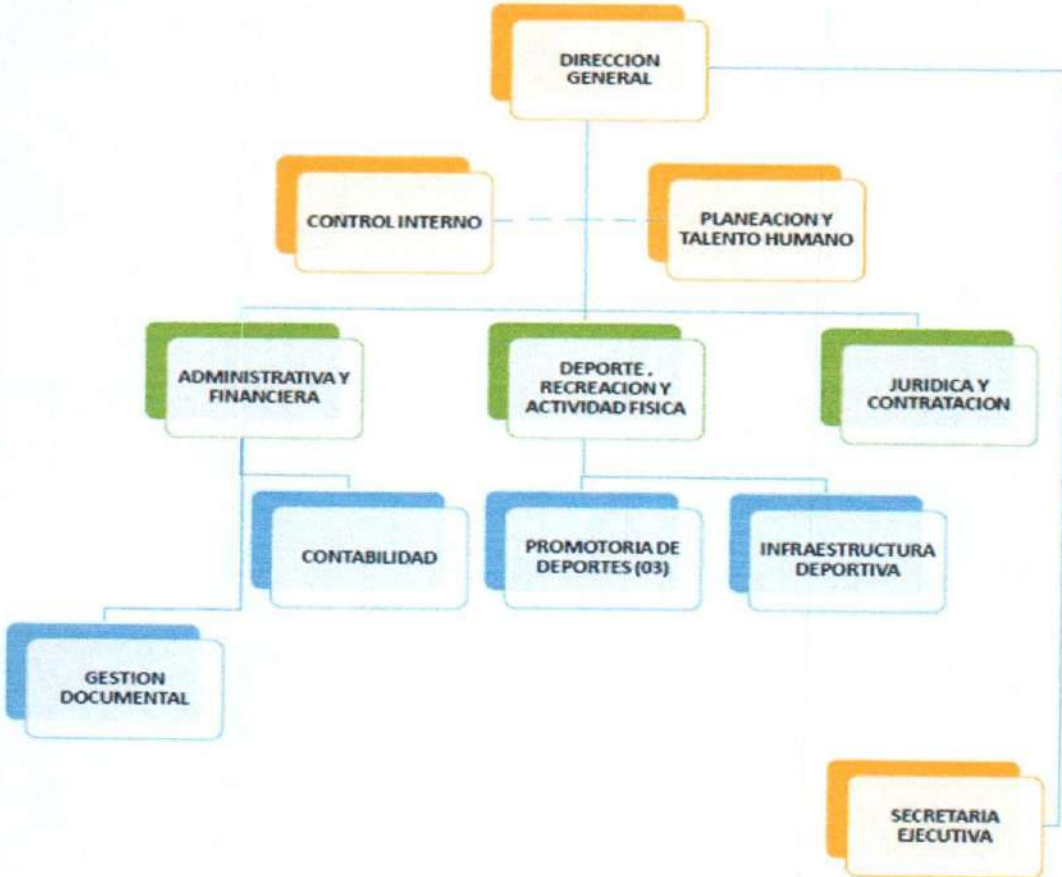 DIRECCION
GENERAL
CONTROL INTERNO
PLANEACION Y
TALENTO HUMANO
ADMINISTRATIVA Y
FINANCIERA
DEPORTE ,
RECREACION Y
ACTIVIDAD FISICA
JURIDICA Y
CONTRATACION
CONTABILIDAD
PROMOTORIA DE
DEPORTES (03)
INFRAESTRUCTURA
DEPORTIVA
GESTION
DOCUMENTAL
SECRETARIA
EJECUTIVA